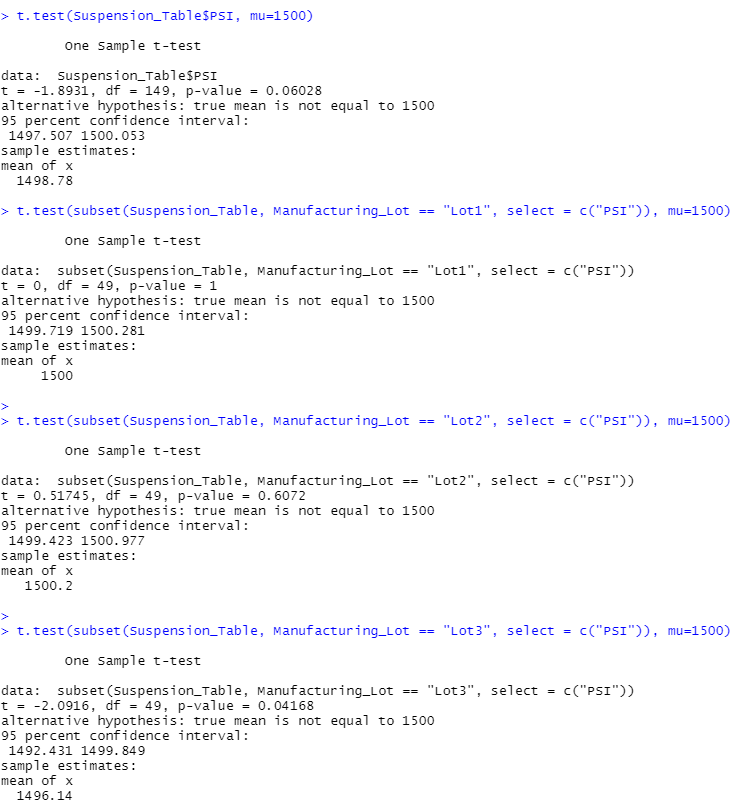 > t.test(Suspension_Table$PSI, mu=1500)
One Sample t-test
data:  Suspension_Table$PSI
t = -1.8931, df = 149, p-value = 0.06028
alternative hypothesis: true mean is not equal to 1500
95 percent confidence interval:
1497.507 1500.053
sample estimates:
mean of x
1498.78
> t.test(subset(Suspension_Table, Manufacturing_Lot == "Lot1", select = c("PSI")), mu=1500)
One Sample t-test
data:  subset(Suspension_Table, Manufacturing_Lot == "Lot1", select = c("PSI"))
t = 0, df = 49, p-value = 1
alternative hypothesis: true mean is not equal to 1500
95 percent confidence interval:
1499.719 1500.281
sample estimates:
mean of x
1500
>
> t.test(subset(Suspension_Table, Manufacturing_Lot == "Lot2", select = c("PSI")), mu=1500)
One Sample t-test
data:  subset(Suspension_Table, Manufacturing_Lot == "Lot2", select = c("PSI"))
t = 0.51745, df = 49, p-value = 0.6072
alternative hypothesis: true mean is not equal to 1500
95 percent confidence interval:
1499.423 1500.977
sample estimates:
mean of x
1500.2
>
> t.test(subset(Suspension_Table, Manufacturing_Lot == "Lot3", select = c("PSI")), mu=1500)
One Sample t-test
data:  subset(Suspension_Table, Manufacturing_Lot == "Lot3", select = c("PSI"))
t = -2.0916, df = 49, p-value = 0.04168
alternative hypothesis: true mean is not equal to 1500
95 percent confidence interval:
1492.431 1499.849
sample estimates:
mean of x
1496.14